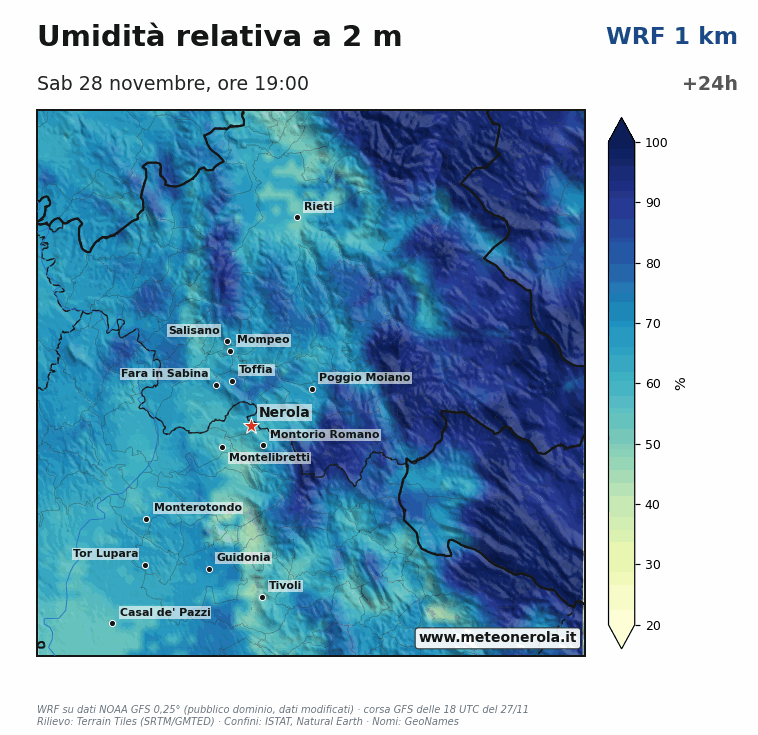 Umidità relativa a 2 m
WRF 1 km
Sab 28 novembre, ore 19:00
+24h
Rieti
Salisano
Mompeo
Fara in Sabina
Toffia
Poggio Moiano
Nerola
Montorio Romano
Montelibretti
Monterotondo
Tor Lupara
Guidonia
Tivoli
Casal de' Pazzi
www.meteonerola.it
100
90
80
70
60
50
40
30
20
%
WRF su dati NOAA GFS 0,25° (pubblico dominio, dati modificati) · corsa GFS delle 18 UTC del 27/11
Rilievo: Terrain Tiles (SRTM/GMTED) · Confini: ISTAT, Natural Earth · Nomi: GeoNames